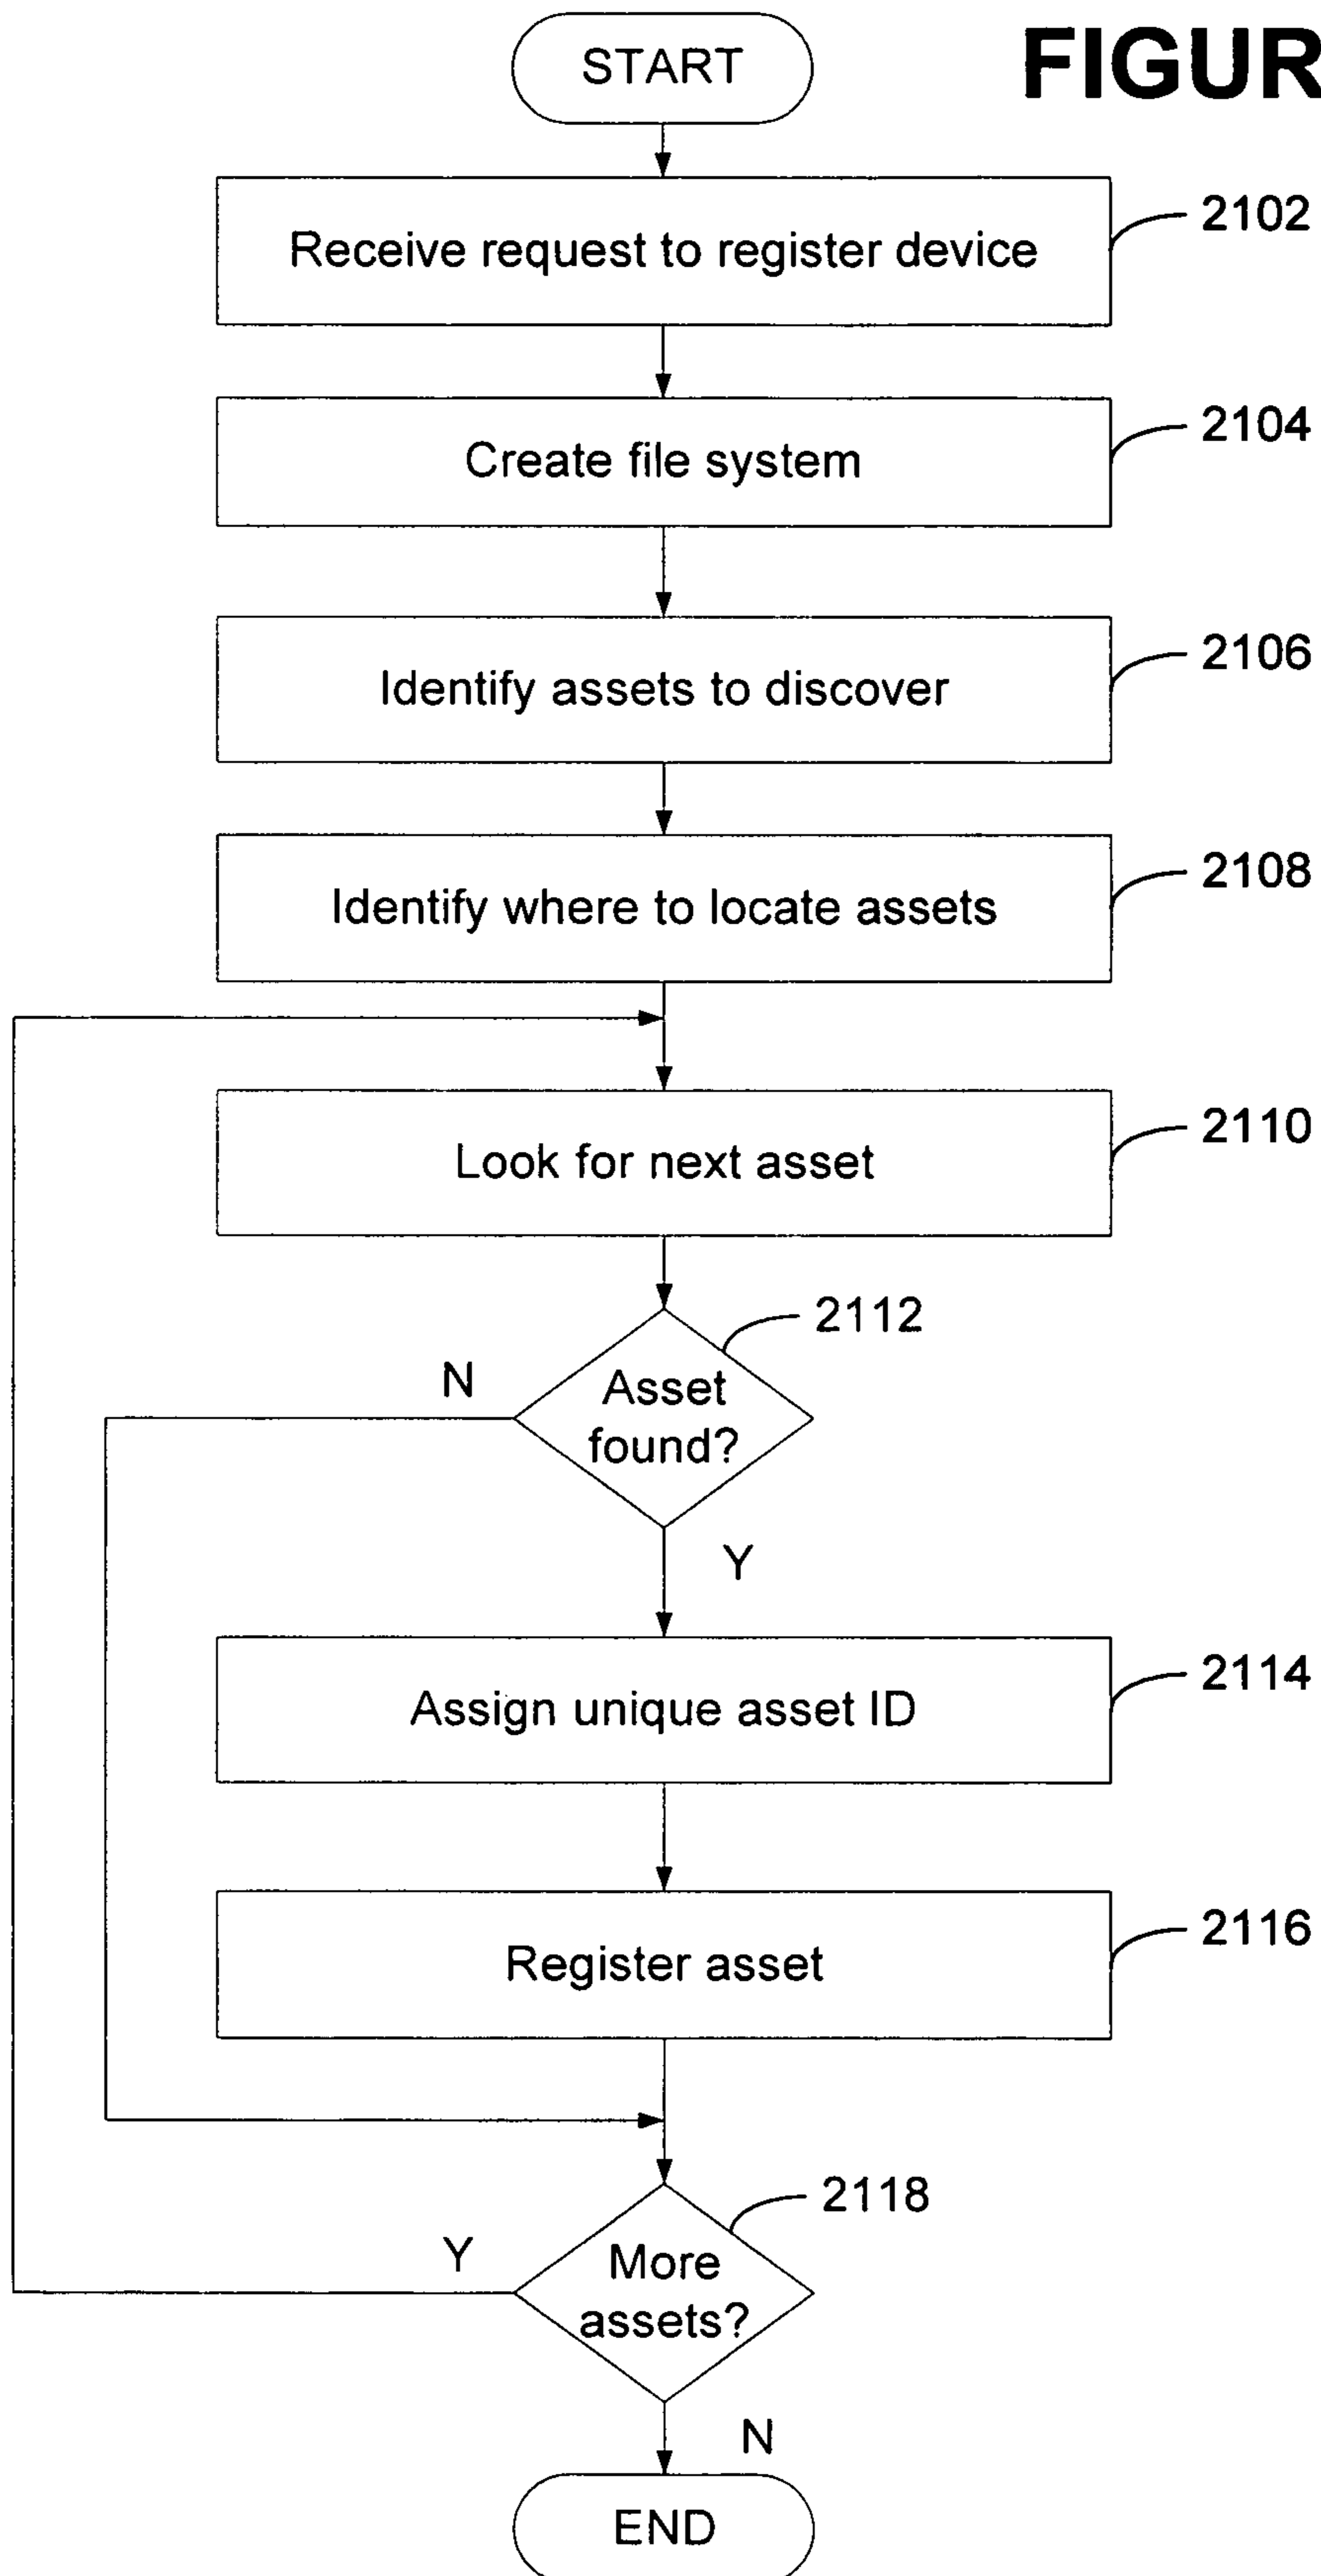 START
FIGUR
Receive request to register device
2102
Create file system
2104
Identify assets to discover
2106
Identify where to locate assets
2108
Look for next asset
2110
2112
Asset
found?
N
Y
Assign unique asset ID
2114
Register asset
2116
2118
More
assets?
Y
N
END